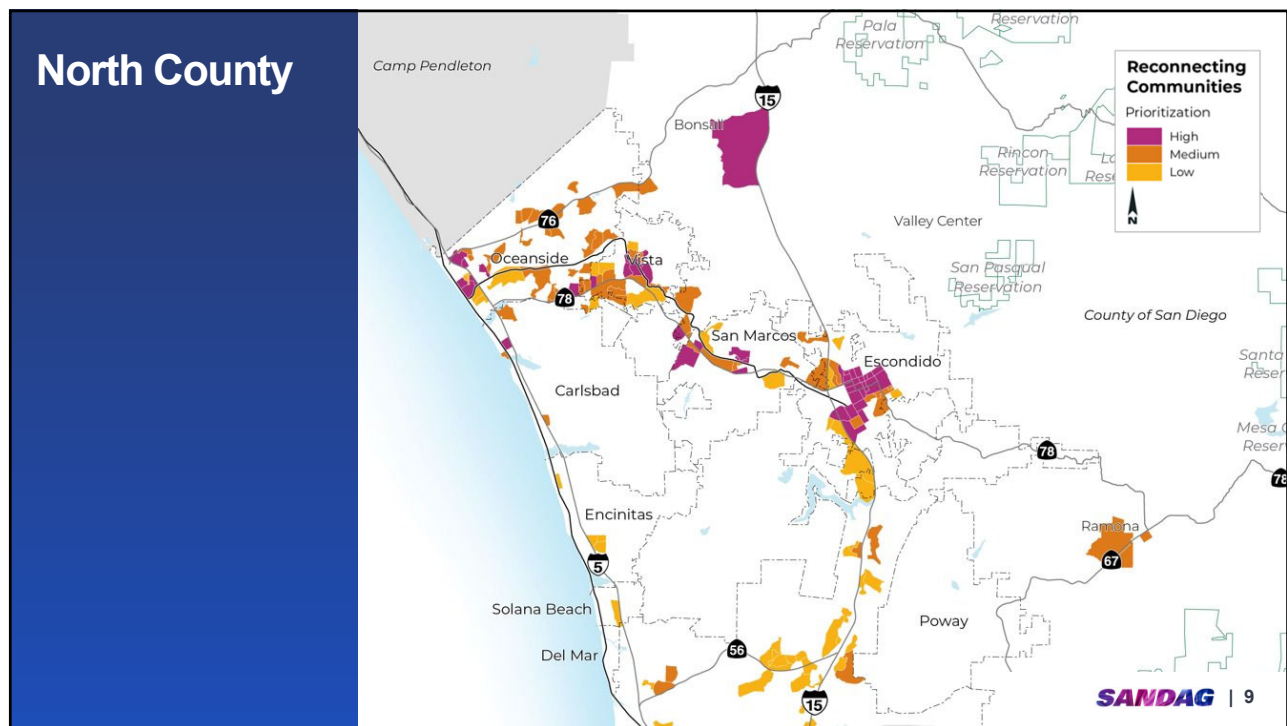 North County
Camp Pendleton
Pala
Reservation
Reservation
Reconnecting
Communities
Prioritization
High
Medium
Low
N
15
Bonsall
Rincon
Reservation
Valley Center
76
Oceanside
Vista
San Pasqual
Reservation
78
County of San Diego
San Marcos
Escondido
Carlsbad
78
78
Encinitas
Ramona
67
5
Solana Beach
Poway
Del Mar
56
15
SANDAG | 9